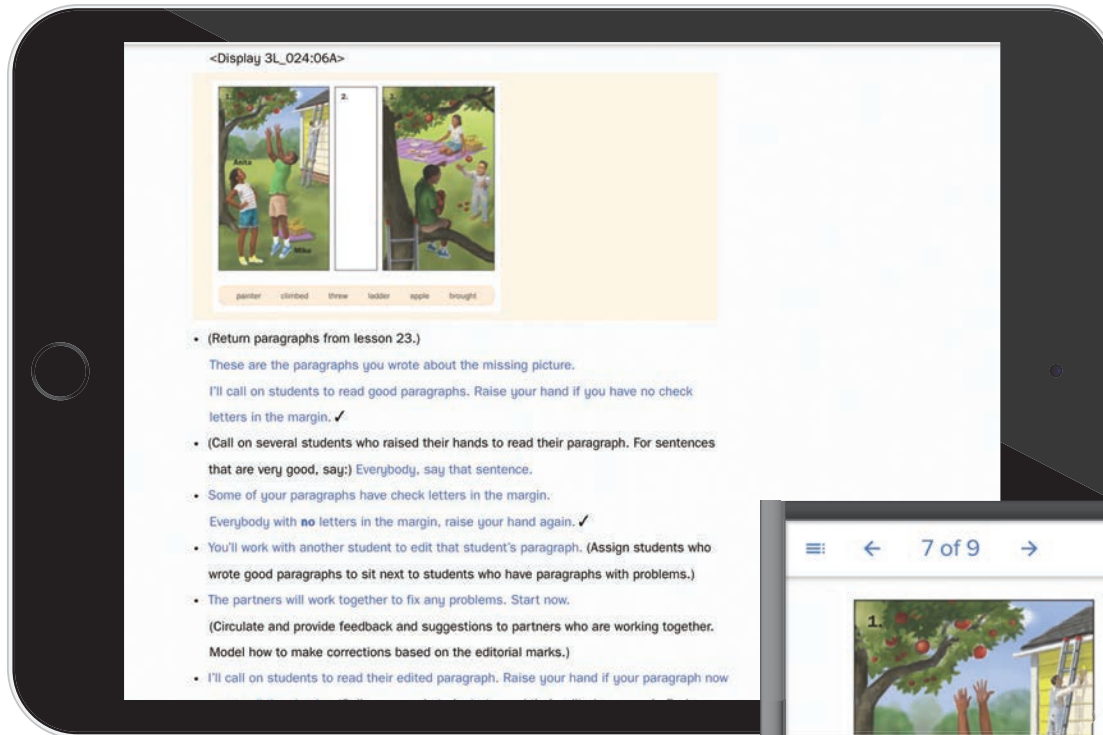 <Display 3L_024:06A>
1.
2.
3.
Anita
Mike
painter climbed threw ladder apple brought
• (Return paragraphs from lesson 23.)
These are the paragraphs you wrote about the missing picture.
I'll call on students to read good paragraphs. Raise your hand if you have no check
letters in the margin. ✓
• (Call on several students who raised their hands to read their paragraph. For sentences
that are very good, say:) Everybody, say that sentence.
• Some of your paragraphs have check letters in the margin.
Everybody with no letters in the margin, raise your hand again. ✓
• You'll work with another student to edit that student's paragraph. (Assign students who
wrote good paragraphs to sit next to students who have paragraphs with problems.)
• The partners will work together to fix any problems. Start now.
(Circulate and provide feedback and suggestions to partners who are working together.
Model how to make corrections based on the editorial marks.)
• I'll call on students to read their edited paragraph. Raise your hand if your paragraph now
7 of 9
1.